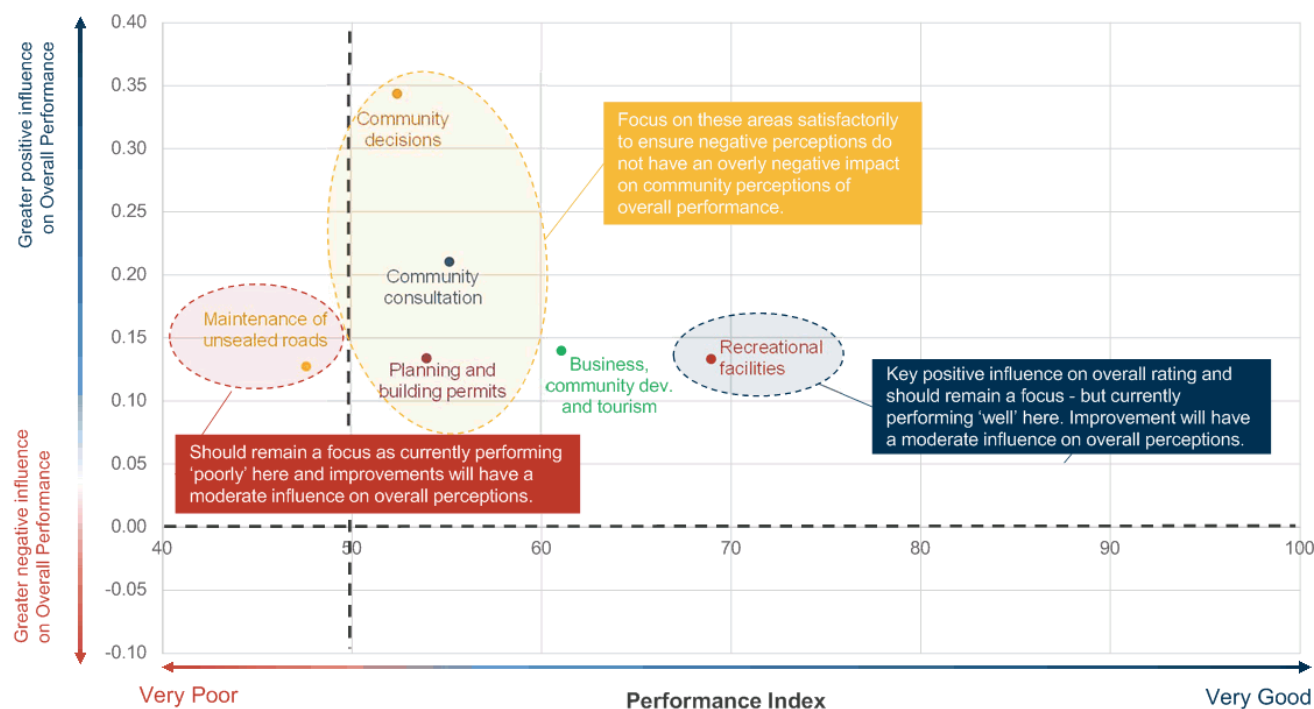 Greater positive influence
on Overall Performance
Greater negative influence
on Overall Performance
0.40
0.35
0.30
0.25
0.20
0.15
0.10
0.05
0.00
-0.05
-0.10
40
50
60
70
80
90
100
Community
decisions
Focus on these areas satisfactorily
to ensure negative perceptions do
not have an overly negative impact
on community perceptions of
overall performance.
Community
consultation
Maintenance of
unsealed roads
Planning and
building permits
Business,
community dev.
and tourism
Recreational
facilities
Key positive influence on overall rating and
should remain a focus - but currently
performing ‘well’ here. Improvement will have
a moderate influence on overall perceptions.
Should remain a focus as currently performing
‘poorly’ here and improvements will have a
moderate influence on overall perceptions.
Very Poor
Performance Index
Very Good